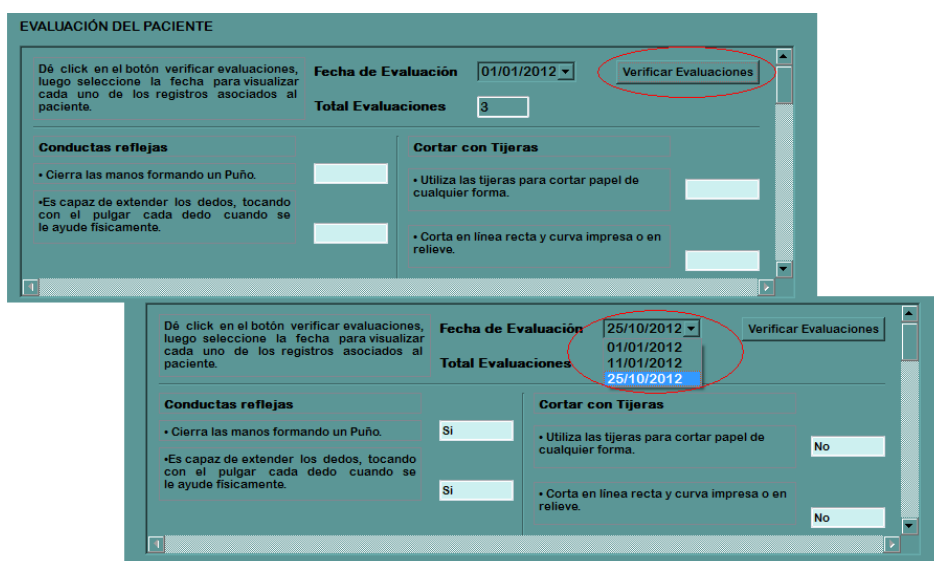 EVALUACIÓN DEL PACIENTE
Dé click en el botón verificar evaluaciones,
luego seleccione la fecha para visualizar
cada uno de los registros asociados al
paciente.
Fecha de Evaluación 01/01/2012
Verificar Evaluaciones
Total Evaluaciones 3
Conductas reflejas
• Cierra las manos formando un Puño.
•Es capaz de extender los dedos, tocando
con el pulgar cada dedo cuando se
le ayude físicamente.
Cortar con Tijeras
• Utiliza las tijeras para cortar papel de
cualquier forma.
• Corta en línea recta y curva impresa o en
relieve.
Dé click en el botón verificar evaluaciones,
luego seleccione la fecha para visualizar
cada uno de los registros asociados al
paciente.
Fecha de Evaluación 25/10/2012
01/01/2012
11/01/2012
25/10/2012
Verificar Evaluaciones
Total Evaluaciones
Conductas reflejas
• Cierra las manos formando un Puño. Si
•Es capaz de extender los dedos, tocando
con el pulgar cada dedo cuando se
le ayude físicamente. Si
Cortar con Tijeras
• Utiliza las tijeras para cortar papel de
cualquier forma. No
• Corta en línea recta y curva impresa o en
relieve. No